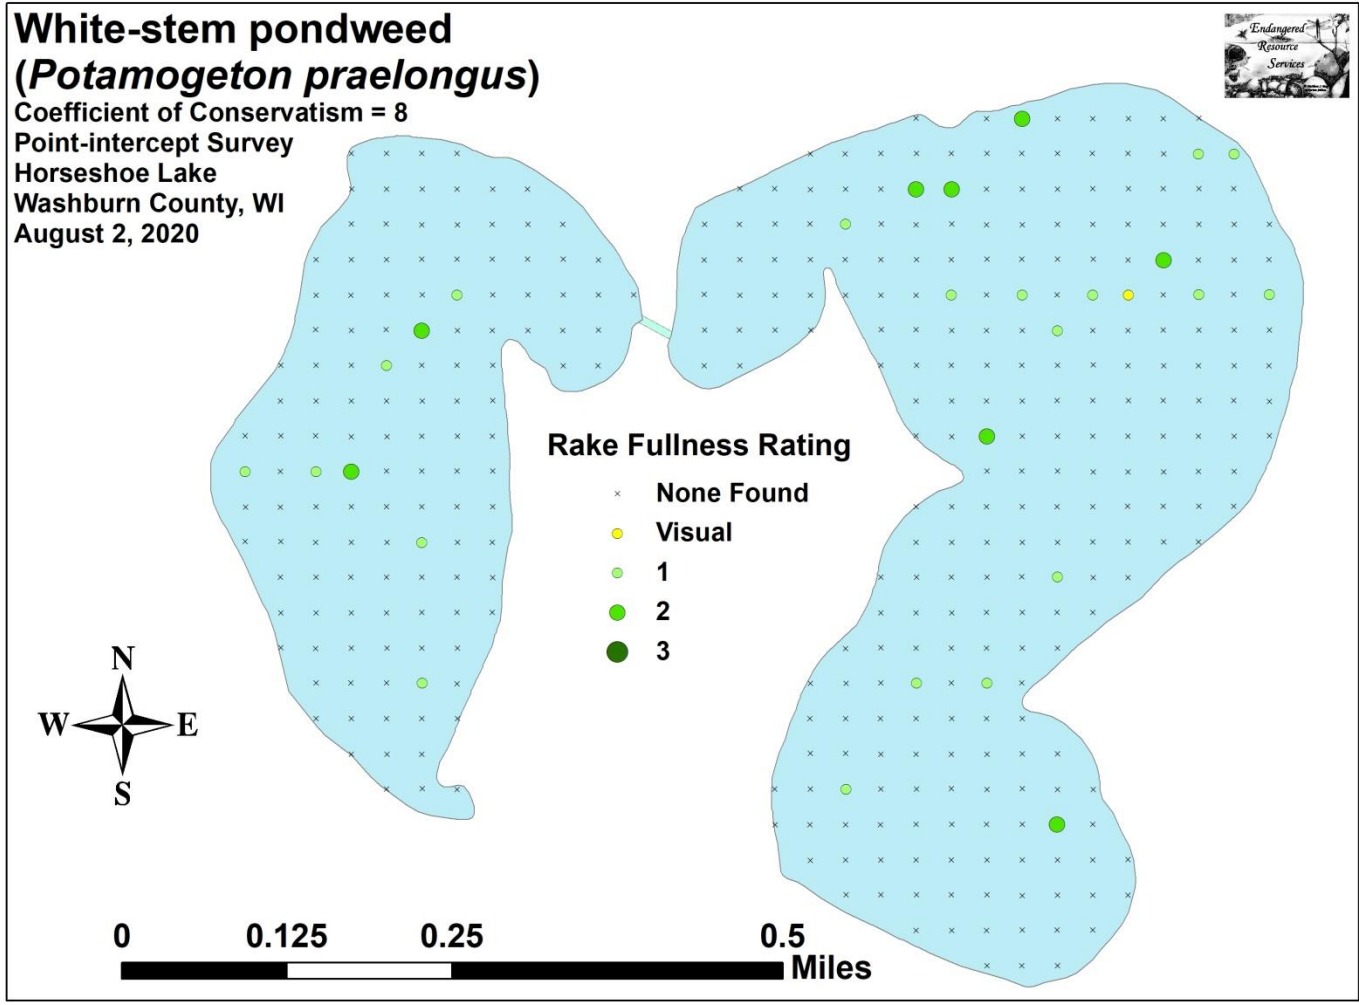 White-stem pondweed
(Potamogeton praelongus)
Coefficient of Conservatism = 8
Point-intercept Survey
Horseshoe Lake
Washburn County, WI
August 2, 2020
Endangered
Resource
Services
Rake Fullness Rating
None Found
Visual
1
2
3
N
W E
S
0 0.125 0.25 0.5
Miles